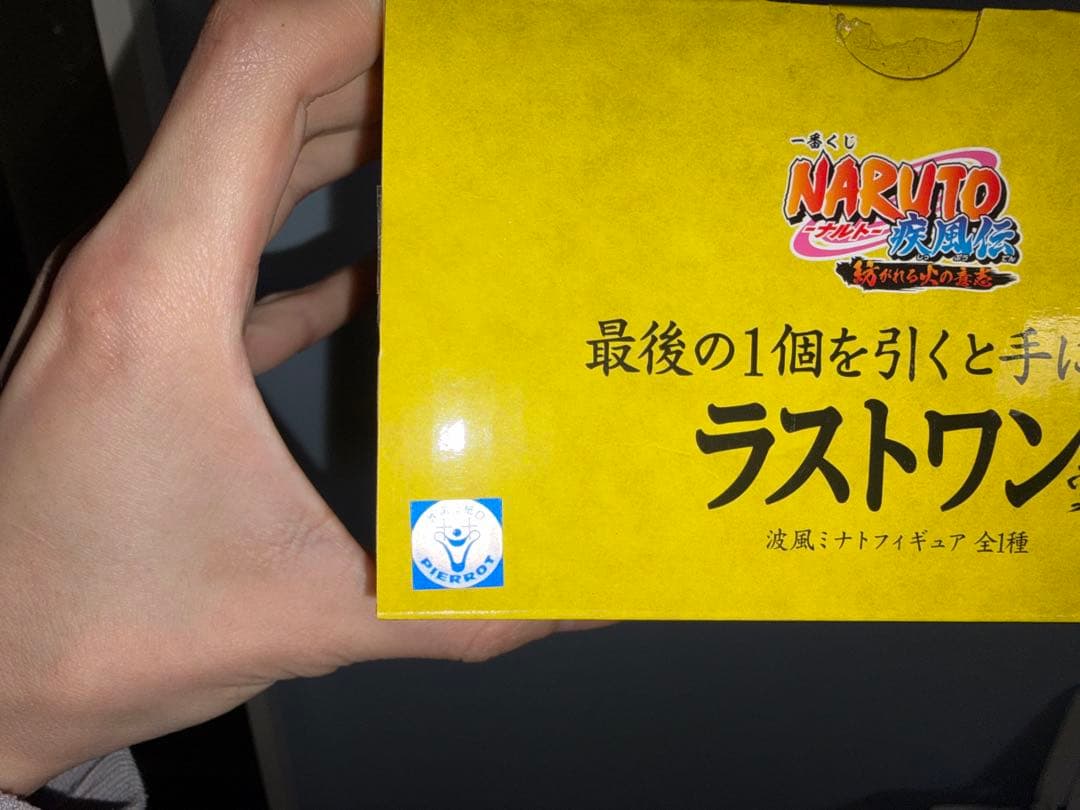 一番くじ
NARUTO
-ナルト-
疾風伝
紡がれる火の意志
最後の1個を引くと手に
ラストワン
波風ミナトフィギュア 全1種
PIERROT